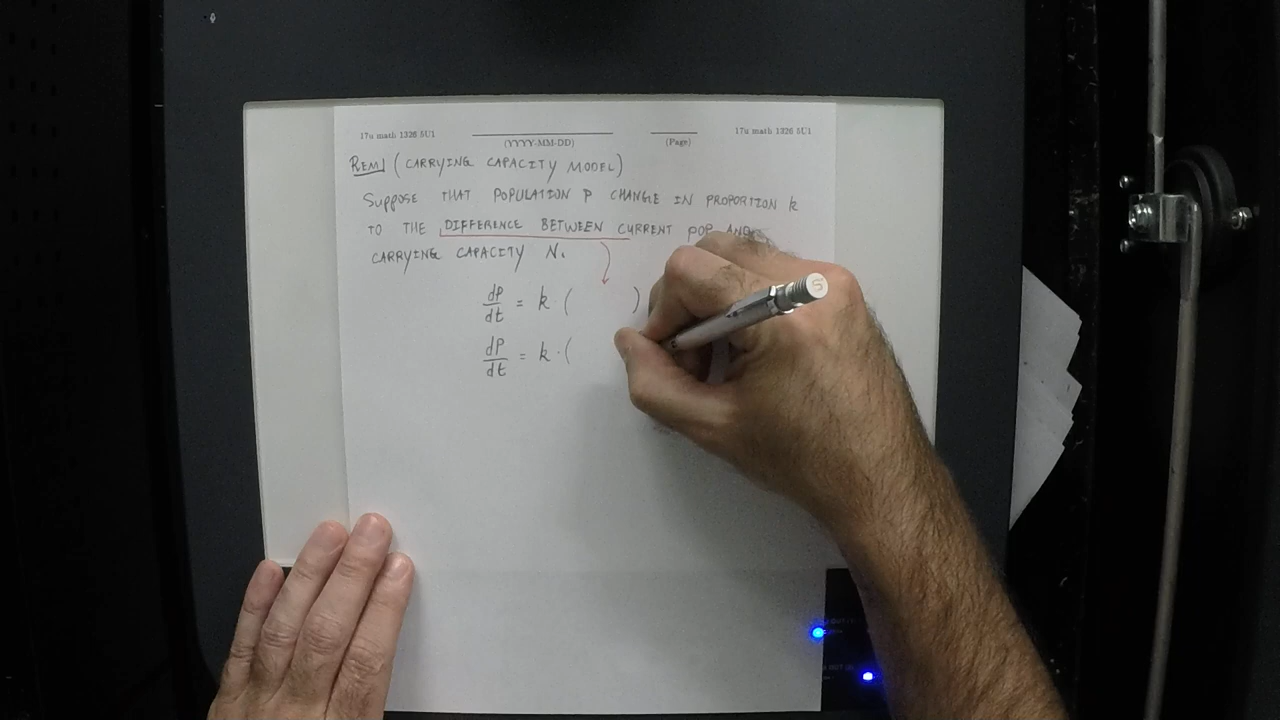 17u math 1326 5U1 (YYYY-MM-DD) (Page) 17u math 1326 5U1
REM (CARRYING CAPACITY MODEL)
SUPPOSE THAT POPULATION P CHANGE IN PROPORTION k
TO THE DIFFERENCE BETWEEN CURRENT POP AND
CARRYING CAPACITY N.
dP/dt = k · ( )
dP/dt = k · (
S